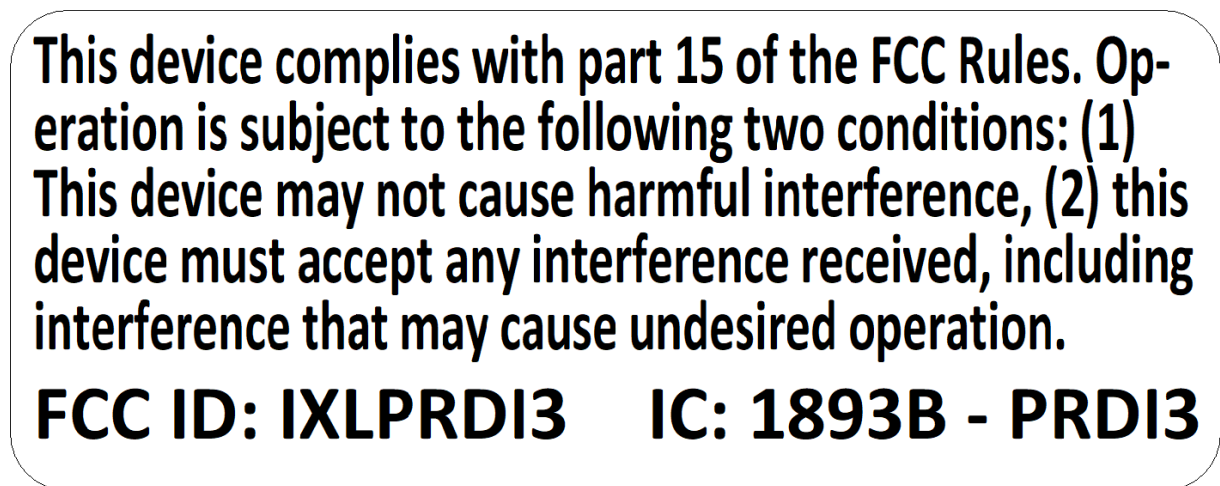 This device complies with part 15 of the FCC Rules. Op-
eration is subject to the following two conditions: (1)
This device may not cause harmful interference, (2) this
device must accept any interference received, including
interference that may cause undesired operation.
FCC ID: IXLPRDI3 IC: 1893B - PRDI3